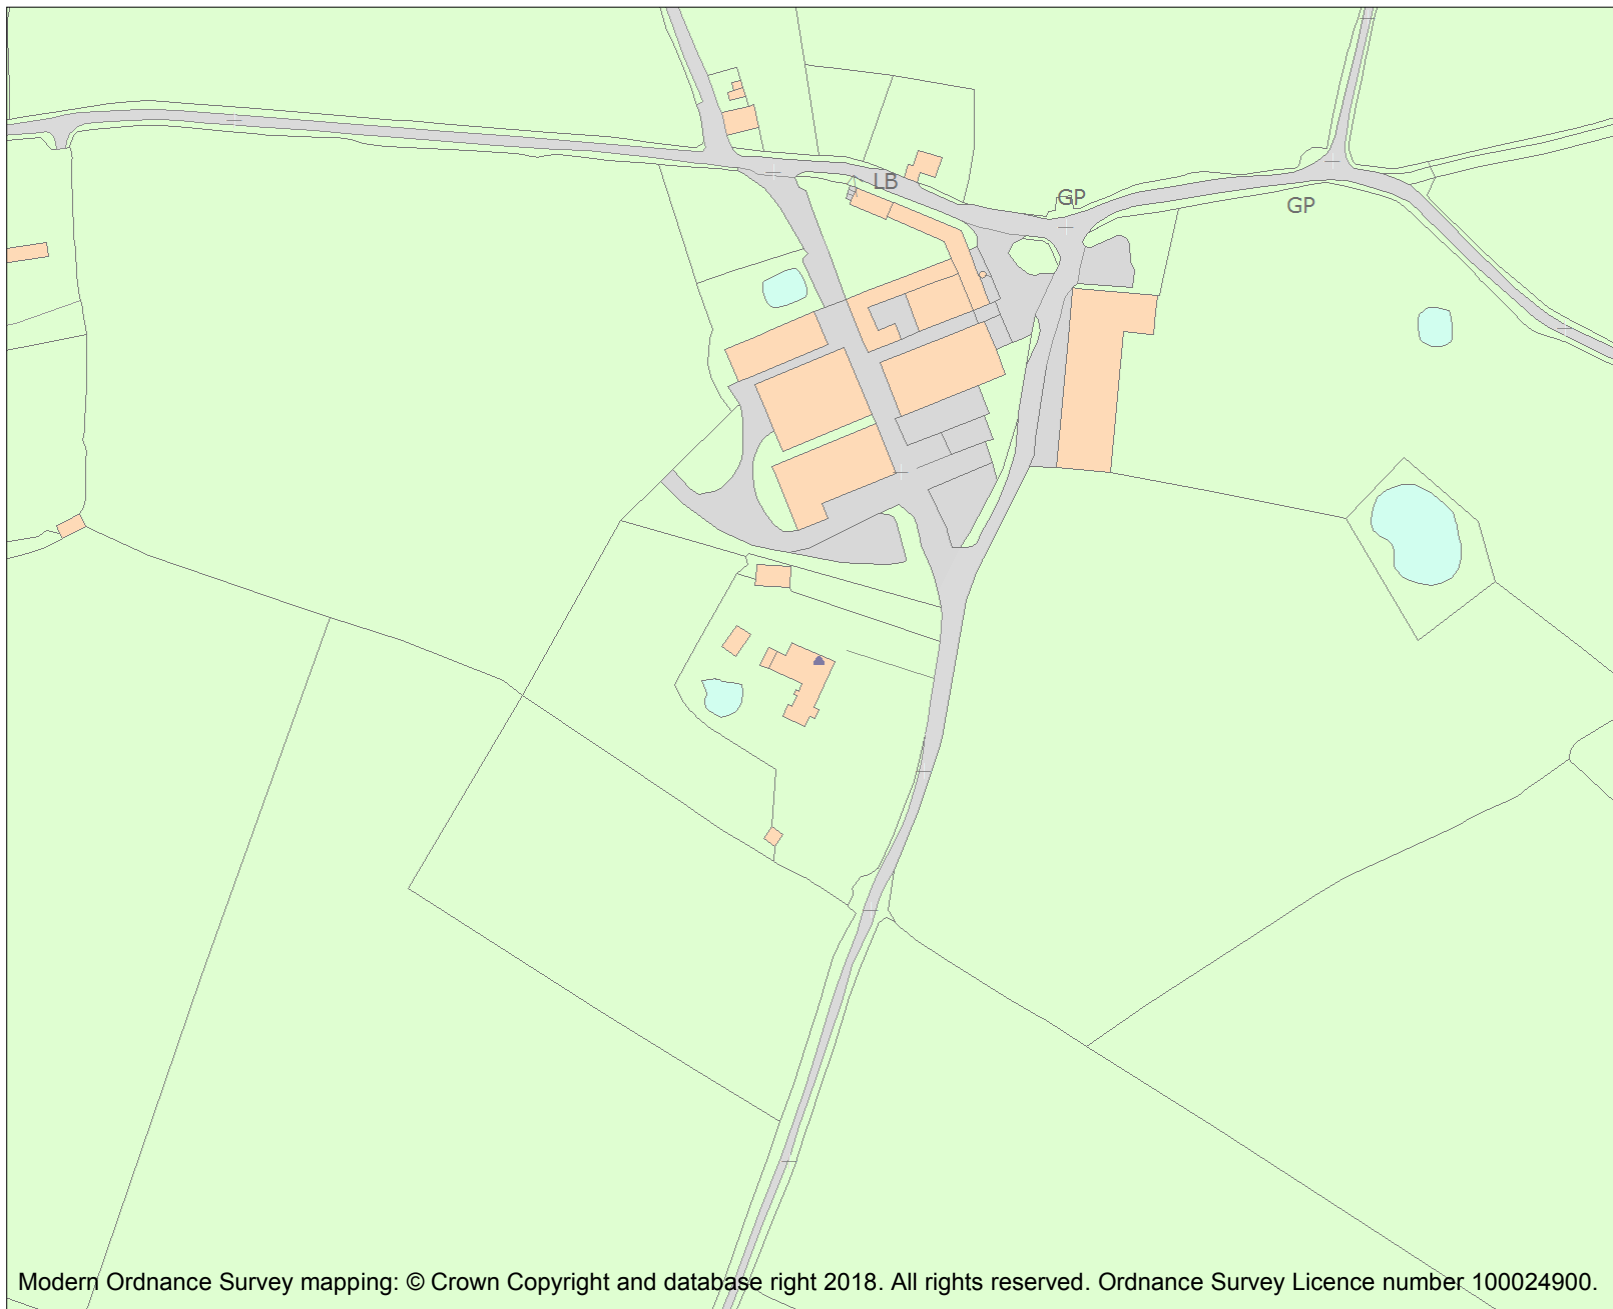 LB
GP
GP
Modern Ordnance Survey mapping: © Crown Copyright and database right 2018. All rights reserved. Ordnance Survey Licence number 100024900.